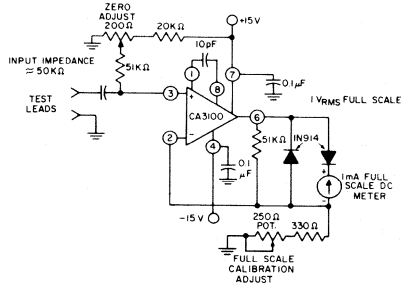 ZERO
ADJUST
200Ω
20KΩ
+15V
10pF
INPUT IMPEDANCE
≈50KΩ
51KΩ
1
8
7
0.1μF
TEST
LEADS
3
+
CA3100
6
1VRMS FULL SCALE
2
-
4
51KΩ
IN914
0.1
μF
+
1mA FULL
SCALE DC
METER
-
-15V
250Ω
POT.
330Ω
FULL SCALE
CALIBRATION
ADJUST